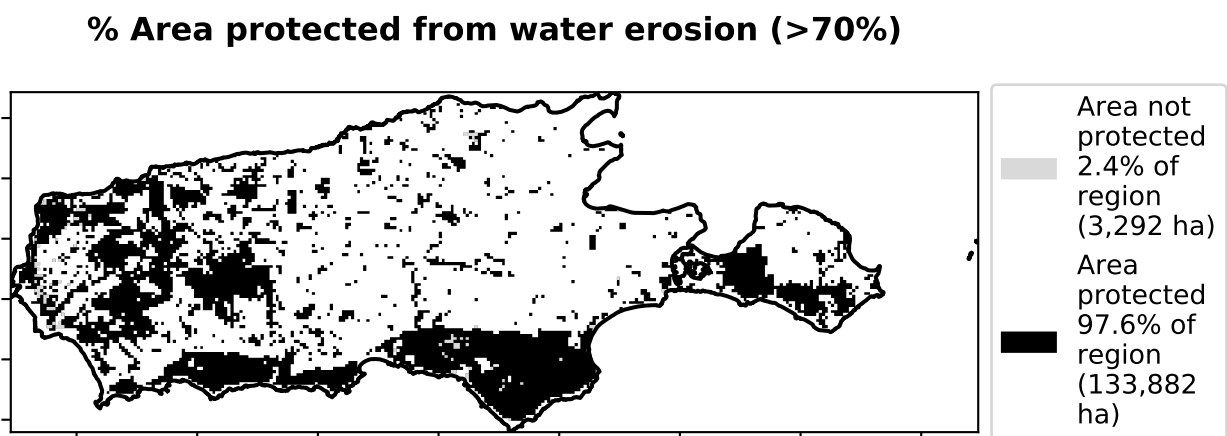 % Area protected from water erosion (>70%)
Area not
protected
2.4% of
region
(3,292 ha)
Area
protected
97.6% of
region
(133,882
ha)